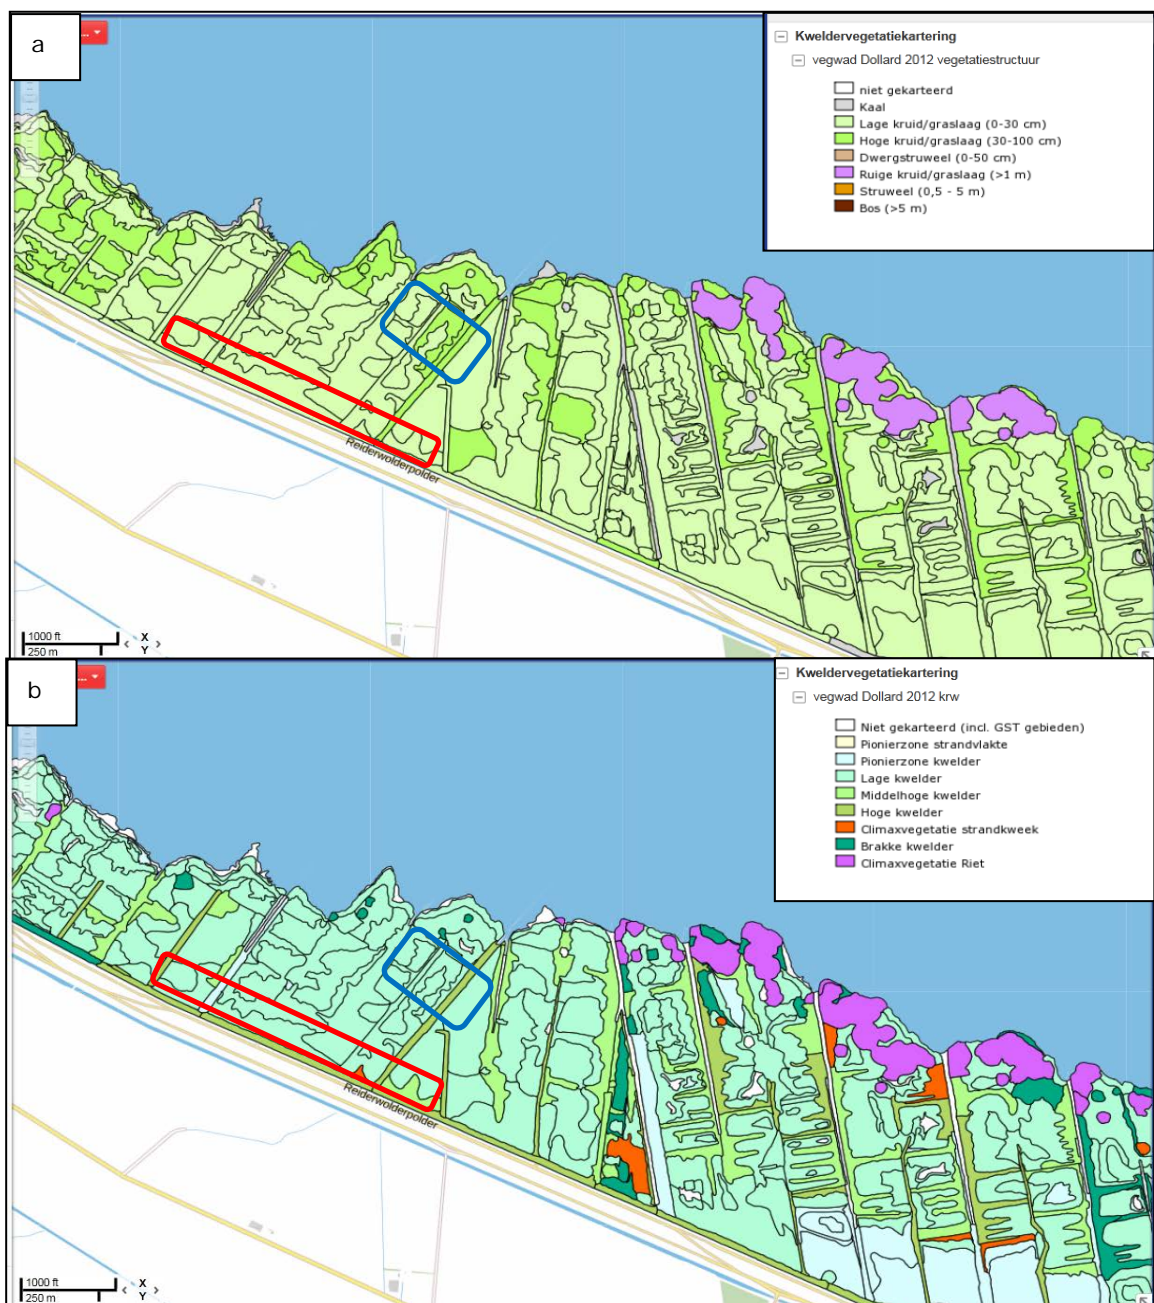 a
...
Kweldervegetatiekartering
vegwad Dollard 2012 vegetatiestructuur
niet gekarteerd
Kaal
Lage kruid/graslaag (0-30 cm)
Hoge kruid/graslaag (30-100 cm)
Dwergstruweel (0-50 cm)
Ruige kruid/graslaag (>1 m)
Struweel (0,5 - 5 m)
Bos (>5 m)
Reiderwolderpolder
1000 ft
250 m
X
Y
b
...
Kweldervegetatiekartering
vegwad Dollard 2012 krw
Niet gekarteerd (incl. GST gebieden)
Pionierzone strandvlakte
Pionierzone kwelder
Lage kwelder
Middelhoge kwelder
Hoge kwelder
Climaxvegetatie strandkweek
Brakke kwelder
Climaxvegetatie Riet
Reiderwolderpolder
1000 ft
250 m
X
Y